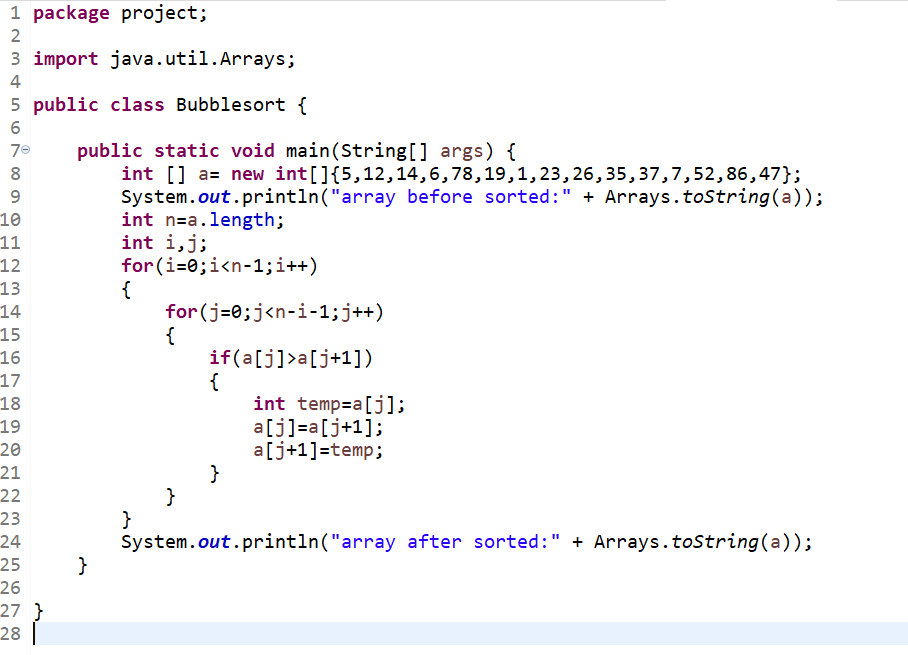 1 package project;
2
3 import java.util.Arrays;
4
5 public class Bubblesort {
6
7 public static void main(String[] args) {
8 int [] a= new int[]{5,12,14,6,78,19,1,23,26,35,37,7,52,86,47};
9 System.out.println("array before sorted:" + Arrays.toString(a));
10 int n=a.length;
11 int i,j;
12 for(i=0;i<n-1;i++)
13 {
14 for(j=0;j<n-i-1;j++)
15 {
16 if(a[j]>a[j+1])
17 {
18 int temp=a[j];
19 a[j]=a[j+1];
20 a[j+1]=temp;
21 }
22 }
23 }
24 System.out.println("array after sorted:" + Arrays.toString(a));
25 }
26
27 }
28